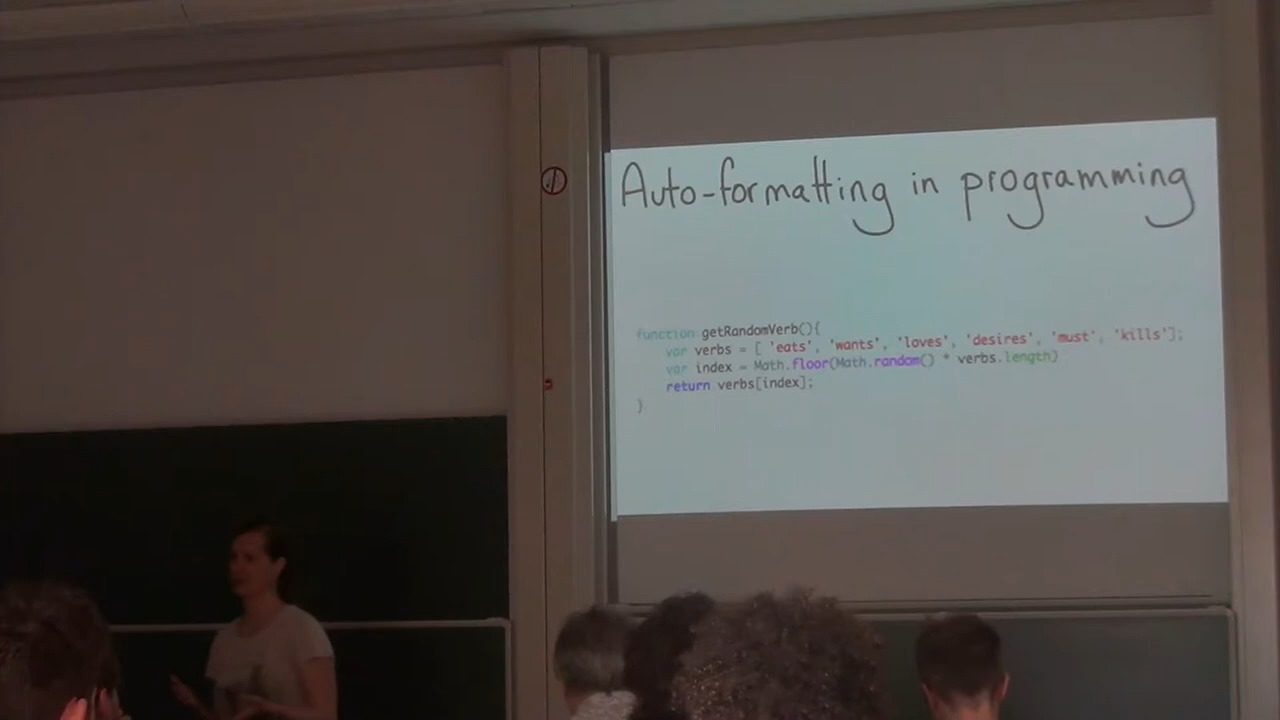 Auto-formatting in programming
function getRandomVerb(){
var verbs = [ 'eats', 'wants', 'loves', 'desires', 'must', 'kills'];
var index = Math.floor(Math.random() * verbs.length)
return verbs[index];
}